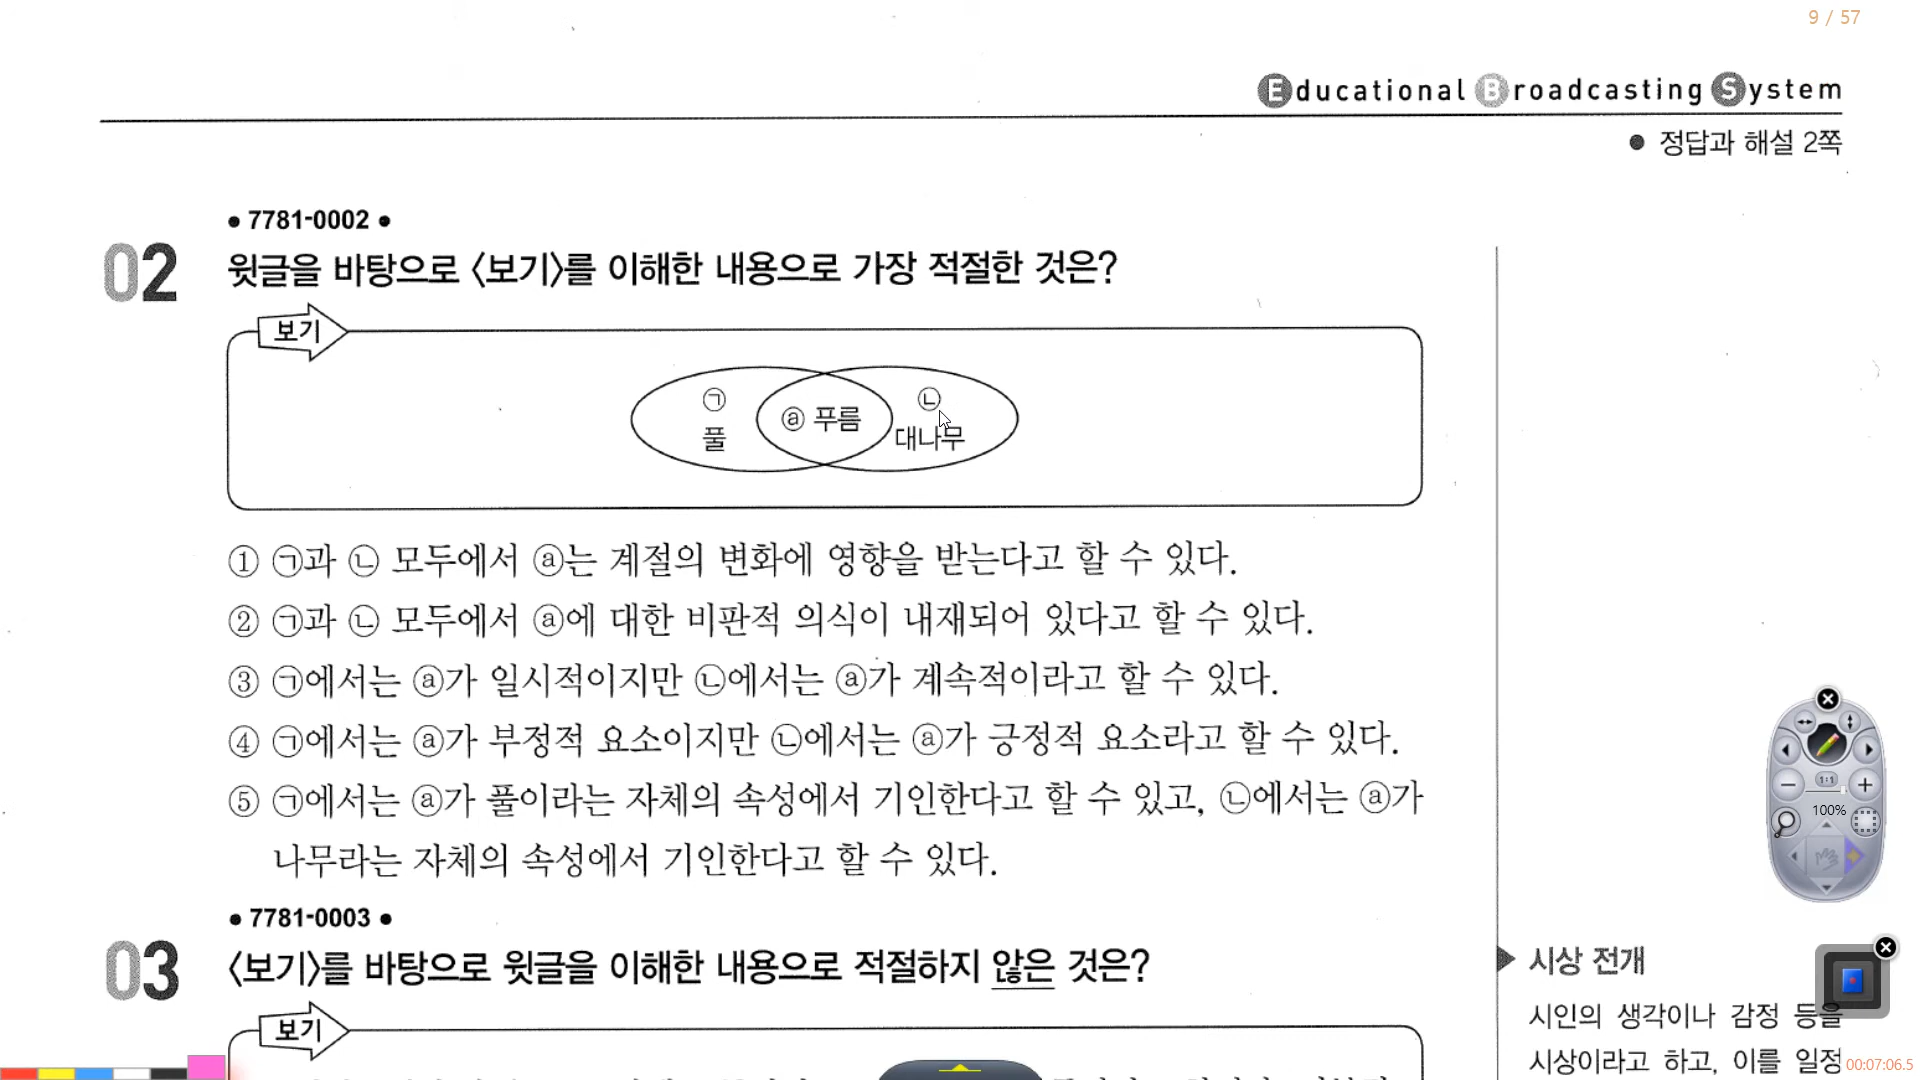 9 / 57
Educational Broadcasting System
● 정답과 해설 2쪽
● 7781-0002 ●
02 윗글을 바탕으로 〈보기〉를 이해한 내용으로 가장 적절한 것은?
보기
㉠ 풀
ⓐ 푸름
㉡ 대나무
① ㉠과 ㉡ 모두에서 ⓐ는 계절의 변화에 영향을 받는다고 할 수 있다.
② ㉠과 ㉡ 모두에서 ⓐ에 대한 비판적 의식이 내재되어 있다고 할 수 있다.
③ ㉠에서는 ⓐ가 일시적이지만 ㉡에서는 ⓐ가 계속적이라고 할 수 있다.
④ ㉠에서는 ⓐ가 부정적 요소이지만 ㉡에서는 ⓐ가 긍정적 요소라고 할 수 있다.
⑤ ㉠에서는 ⓐ가 풀이라는 자체의 속성에서 기인한다고 할 수 있고, ㉡에서는 ⓐ가
나무라는 자체의 속성에서 기인한다고 할 수 있다.
● 7781-0003 ●
03 〈보기〉를 바탕으로 윗글을 이해한 내용으로 적절하지 않은 것은?
보기
▶ 시상 전개
시인의 생각이나 감정 등을
시상이라고 하고, 이를 일정
1:1
100%
00:07:06.5